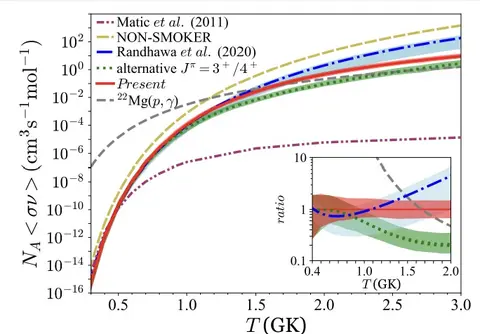 Matic et al. (2011)
NON-SMOKER
Randhawa et al. (2020)
alternative Jᵖⁱ = 3⁺/4⁺
Present
²²Mg(p, γ)
N_A < σν > (cm³s⁻¹mol⁻¹)
10²
10⁰
10⁻²
10⁻⁴
10⁻⁶
10⁻⁸
10⁻¹⁰
10⁻¹²
10⁻¹⁴
10⁻¹⁶
0.5
1.0
1.5
2.0
2.5
3.0
T (GK)
ratio
10
1
0.1
0.4
1.0
1.5
2.0
T (GK)